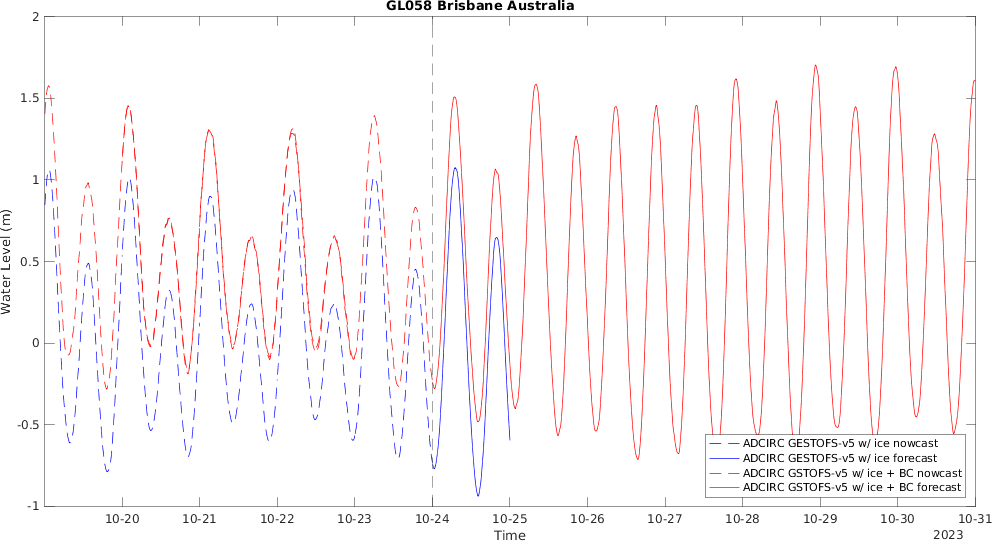 GL058 Brisbane Australia
Water Level (m)
2
1.5
1
0.5
0
-0.5
-1
ADCIRC GESTOFS-v5 w/ ice nowcast
ADCIRC GESTOFS-v5 w/ ice forecast
ADCIRC GSTOFS-v5 w/ ice + BC nowcast
ADCIRC GSTOFS-v5 w/ ice + BC forecast
10-20 10-21 10-22 10-23 10-24 10-25 10-26 10-27 10-28 10-29 10-30 10-31
Time
2023